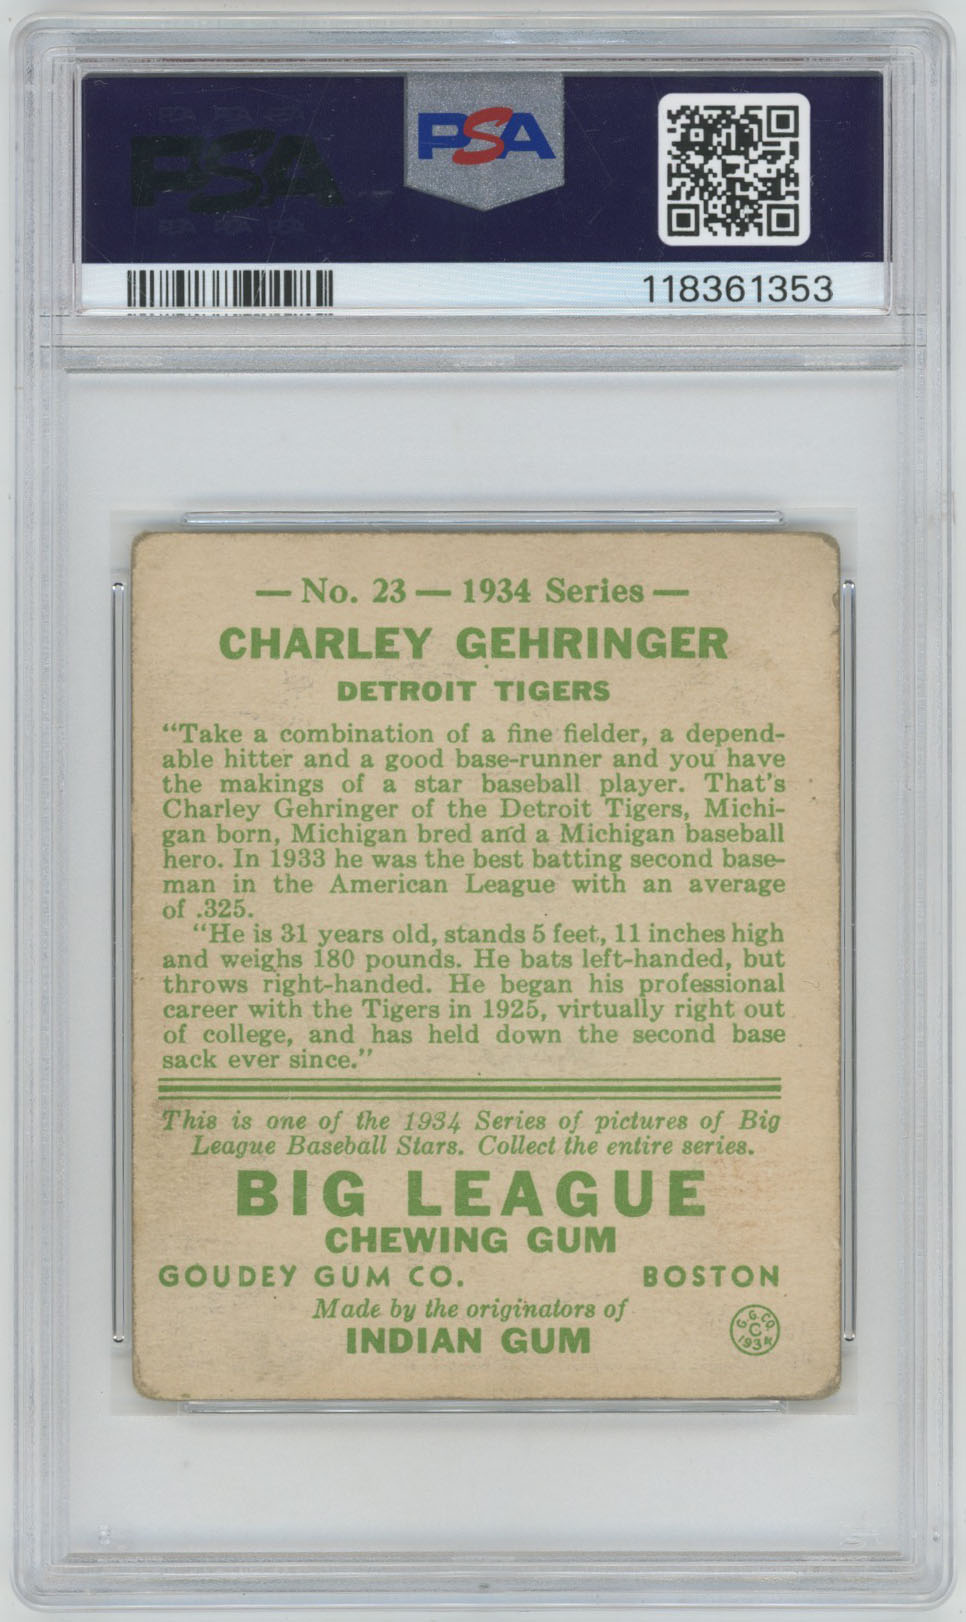 PSA
PSA
118361353
— No. 23 — 1934 Series —
CHARLEY GEHRINGER
DETROIT TIGERS
"Take a combination of a fine fielder, a depend-
able hitter and a good base-runner and you have
the makings of a star baseball player. That's
Charley Gehringer of the Detroit Tigers, Michi-
gan born, Michigan bred and a Michigan baseball
hero. In 1933 he was the best batting second base-
man in the American League with an average
of .325.
"He is 31 years old, stands 5 feet, 11 inches high
and weighs 180 pounds. He bats left-handed, but
throws right-handed. He began his professional
career with the Tigers in 1925, virtually right out
of college, and has held down the second base
sack ever since."
This is one of the 1934 Series of pictures of Big
League Baseball Stars. Collect the entire series.
BIG LEAGUE
CHEWING GUM
GOUDEY GUM CO. BOSTON
Made by the originators of
INDIAN GUM
G.G.CO.
C
1934